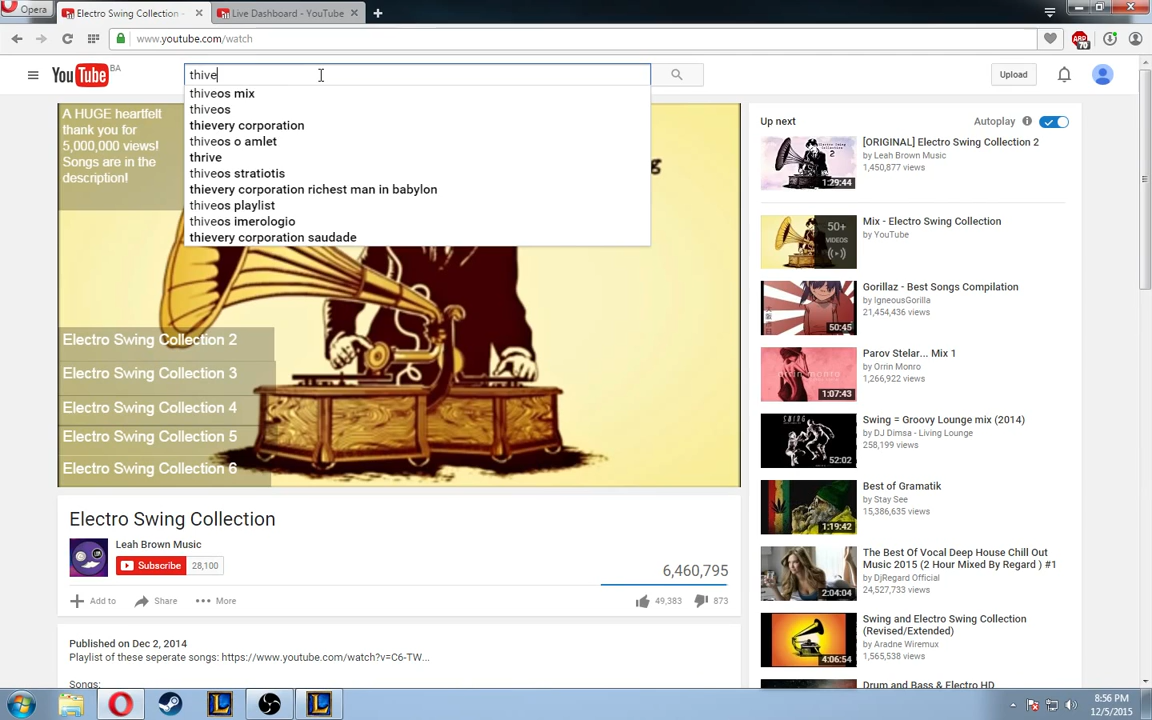 Opera
Electro Swing Collection -
Live Dashboard - YouTube
www.youtube.com/watch
ABP
70
YouTube BA
thive
Upload
thiveos mix
thiveos
thievery corporation
thiveos o amlet
thrive
thiveos stratiotis
thievery corporation richest man in babylon
thiveos playlist
thiveos imerologio
thievery corporation saudade
A HUGE heartfelt
thank you for
5,000,000 views!
Songs are in the
description!
Electro Swing Collection 2
Electro Swing Collection 3
Electro Swing Collection 4
Electro Swing Collection 5
Electro Swing Collection 6
Electro Swing Collection
Leah Brown Music
Subscribe 28,100
6,460,795
Add to Share More
49,383 873
Published on Dec 2, 2014
Playlist of these seperate songs: https://www.youtube.com/watch?v=C6-TW...
Songs:
Up next
Autoplay
[ORIGINAL] Electro Swing Collection 2
by Leah Brown Music
1,450,877 views
1:29:44
Mix - Electro Swing Collection
by YouTube
50+
VIDEOS
Gorillaz - Best Songs Compilation
by IgneousGorilla
21,454,436 views
50:45
Parov Stelar... Mix 1
by Orrin Monro
1,266,922 views
1:07:43
Swing = Groovy Lounge mix (2014)
by DJ Dimsa - Living Lounge
258,199 views
52:02
Best of Gramatik
by Stay See
15,386,635 views
1:19:42
The Best Of Vocal Deep House Chill Out
Music 2015 (2 Hour Mixed By Regard ) #1
by DjRegard Official
24,527,733 views
2:04:04
Swing and Electro Swing Collection
(Revised/Extended)
by Aradne Wiremux
1,565,538 views
4:06:54
Drum and Bass & Electro HD
8:56 PM
12/5/2015